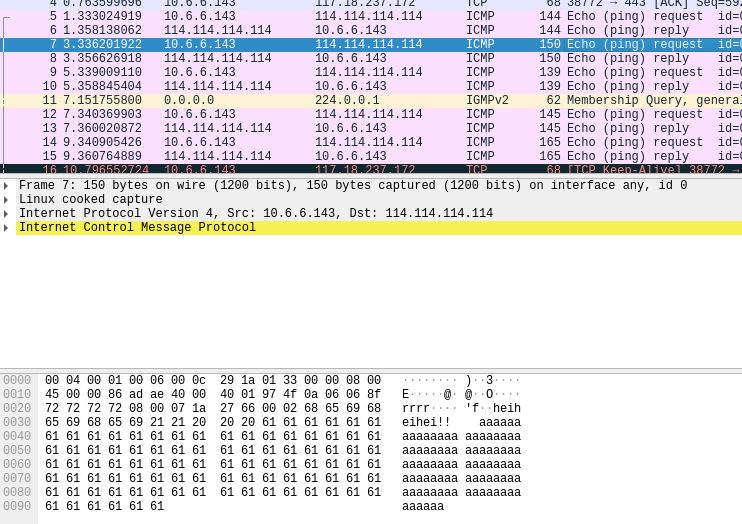 4 0.763599696 10.6.6.143 117.18.237.172 TCP 68 38772 → 443 [ACK] Seq=592
5 1.333024919 10.6.6.143 114.114.114.114 ICMP 144 Echo (ping) request id=0
6 1.358138062 114.114.114.114 10.6.6.143 ICMP 144 Echo (ping) reply id=0
7 3.336201922 10.6.6.143 114.114.114.114 ICMP 150 Echo (ping) request id=0
8 3.356626918 114.114.114.114 10.6.6.143 ICMP 150 Echo (ping) reply id=0
9 5.339009110 10.6.6.143 114.114.114.114 ICMP 139 Echo (ping) request id=0
10 5.358845404 114.114.114.114 10.6.6.143 ICMP 139 Echo (ping) reply id=0
11 7.151755800 0.0.0.0 224.0.0.1 IGMPv2 62 Membership Query, general
12 7.340369903 10.6.6.143 114.114.114.114 ICMP 145 Echo (ping) request id=0
13 7.360020872 114.114.114.114 10.6.6.143 ICMP 145 Echo (ping) reply id=0
14 9.340905426 10.6.6.143 114.114.114.114 ICMP 165 Echo (ping) request id=0
15 9.360764889 114.114.114.114 10.6.6.143 ICMP 165 Echo (ping) reply id=0
16 10.796552724 10.6.6.143 117.18.237.172 TCP 68 [TCP Keep-Alive] 38772 →
Frame 7: 150 bytes on wire (1200 bits), 150 bytes captured (1200 bits) on interface any, id 0
Linux cooked capture
Internet Protocol Version 4, Src: 10.6.6.143, Dst: 114.114.114.114
Internet Control Message Protocol
0000 00 04 00 01 00 06 00 0c 29 1a 01 33 00 00 08 00 ········ )··3····
0010 45 00 00 86 ad ae 40 00 40 01 97 4f 0a 06 06 8f E·····@· @··O····
0020 72 72 72 72 08 00 07 1a 27 66 00 02 68 65 69 68 rrrr···· 'f··heih
0030 65 69 68 65 69 21 21 20 20 20 61 61 61 61 61 61 eihei!! aaaaaa
0040 61 61 61 61 61 61 61 61 61 61 61 61 61 61 61 61 aaaaaaaa aaaaaaaa
0050 61 61 61 61 61 61 61 61 61 61 61 61 61 61 61 61 aaaaaaaa aaaaaaaa
0060 61 61 61 61 61 61 61 61 61 61 61 61 61 61 61 61 aaaaaaaa aaaaaaaa
0070 61 61 61 61 61 61 61 61 61 61 61 61 61 61 61 61 aaaaaaaa aaaaaaaa
0080 61 61 61 61 61 61 61 61 61 61 61 61 61 61 61 61 aaaaaaaa aaaaaaaa
0090 61 61 61 61 61 61 aaaaaa